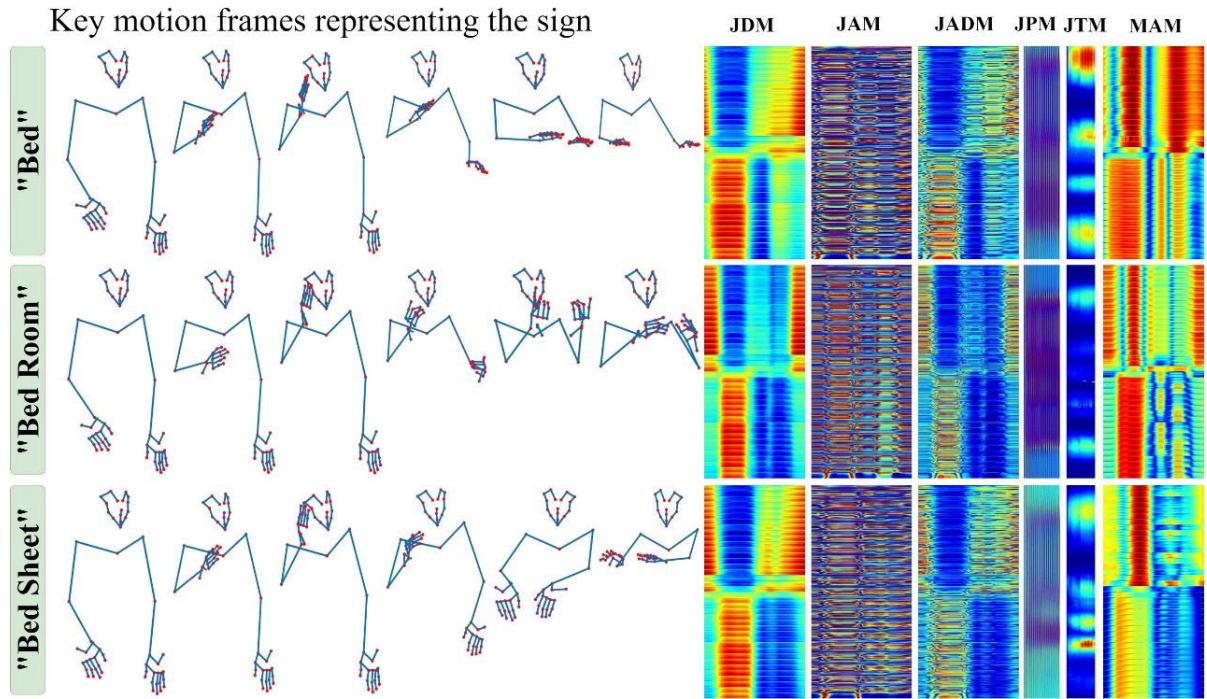 Key motion frames representing the sign
JDM JAM JADM JPM JTM MAM
"Bed"
"Bed Room"
"Bed Sheet"